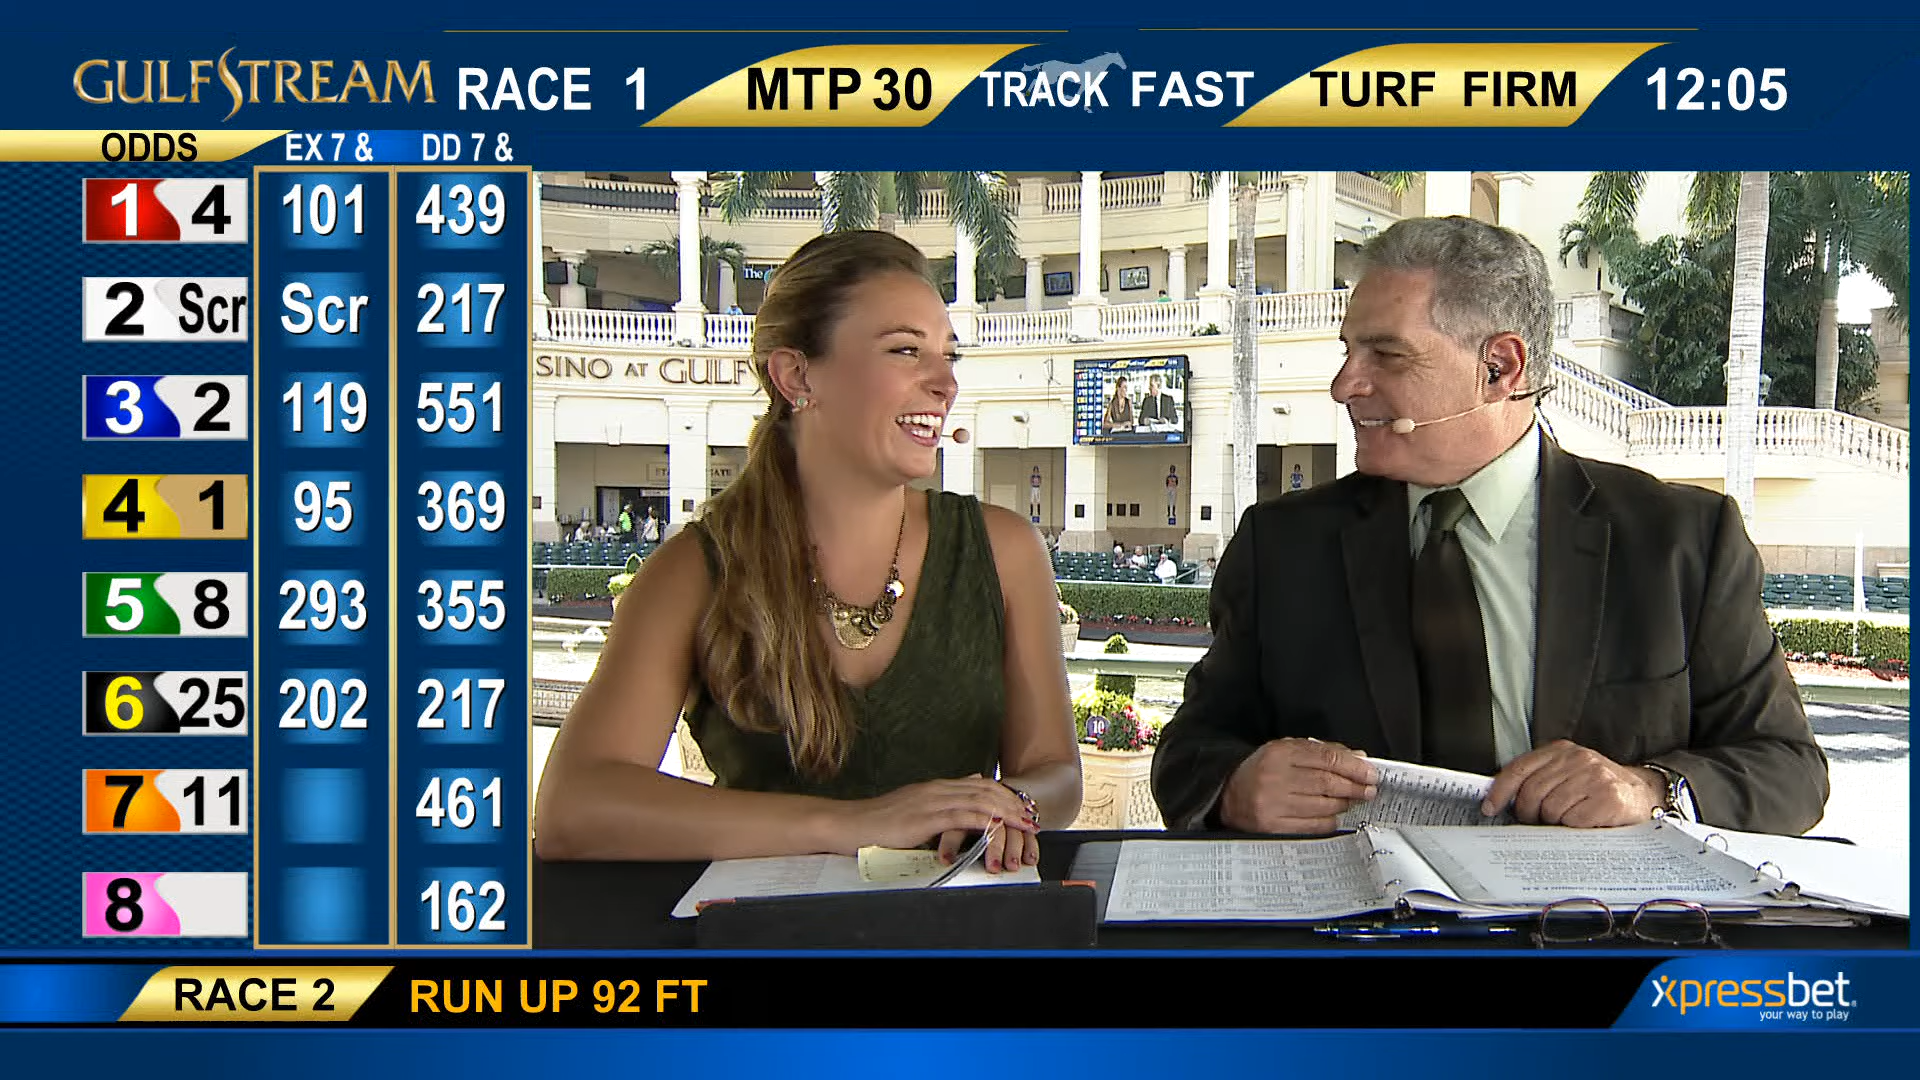 GULFSTREAM RACE 1 MTP 30 TRACK FAST TURF FIRM 12:05
ODDS EX 7 & DD 7 &
1 4 101 439
2 Scr Scr 217
3 2 119 551
4 1 95 369
5 8 293 355
6 25 202 217
7 11 461
8 162
The
SINO AT GULF
10
RACE 2 RUN UP 92 FT
xpressbet
your way to play